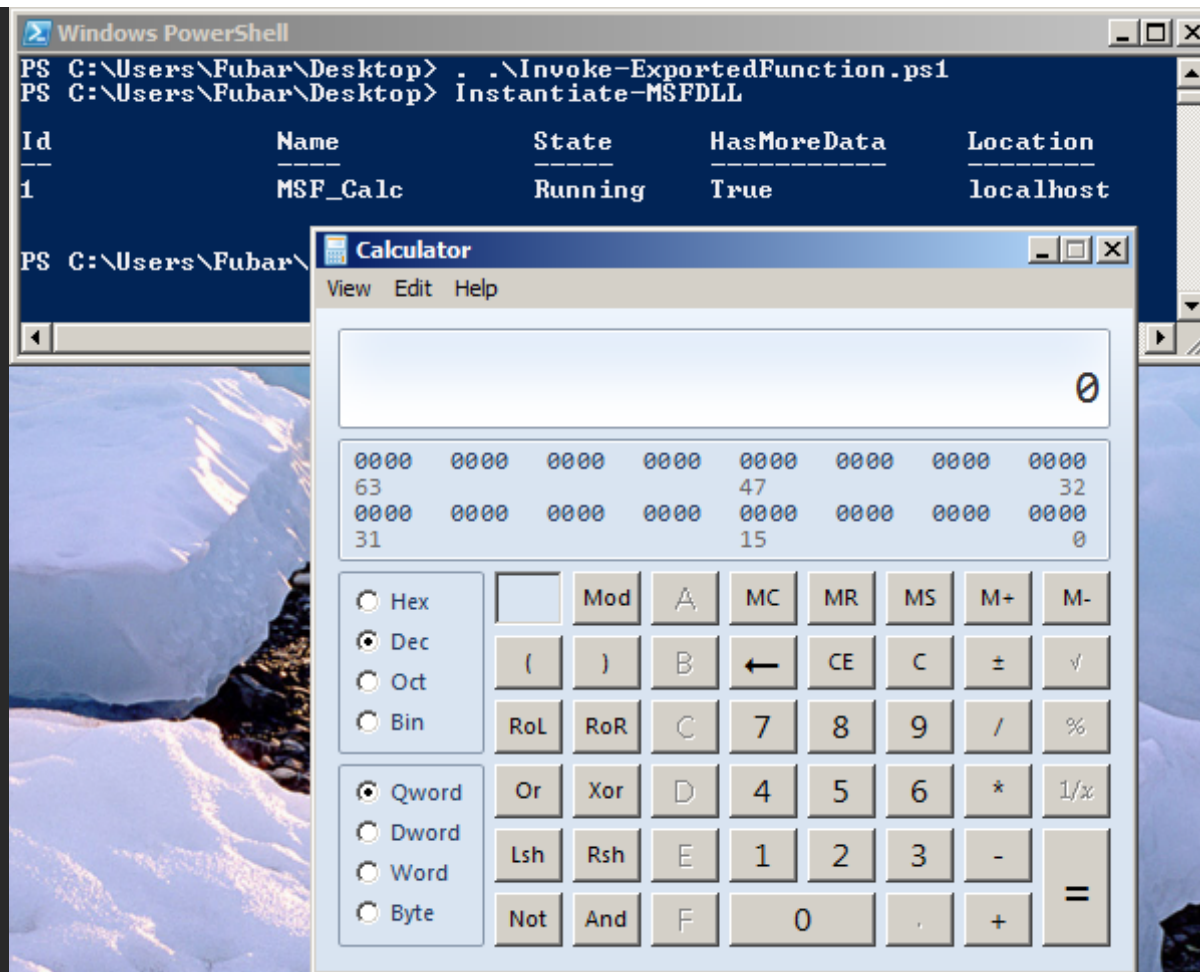 Windows PowerShell
PS C:\Users\Fubar\Desktop> . .\Invoke-ExportedFunction.ps1
PS C:\Users\Fubar\Desktop> Instantiate-MSFDLL
Id Name State HasMoreData Location
-- ---- ----- ----------- --------
1 MSF_Calc Running True localhost
PS C:\Users\Fubar\
Calculator
View Edit Help
0
0000 0000 0000 0000 0000 0000 0000 0000
63 47 32
0000 0000 0000 0000 0000 0000 0000 0000
31 15 0
Hex Mod A MC MR MS M+ M-
Dec ( ) B ← CE C ± √
Oct
Bin RoL RoR C 7 8 9 / %
Qword Or Xor D 4 5 6 * 1/x
Dword
Word Lsh Rsh E 1 2 3 - =
Byte Not And F 0 , +